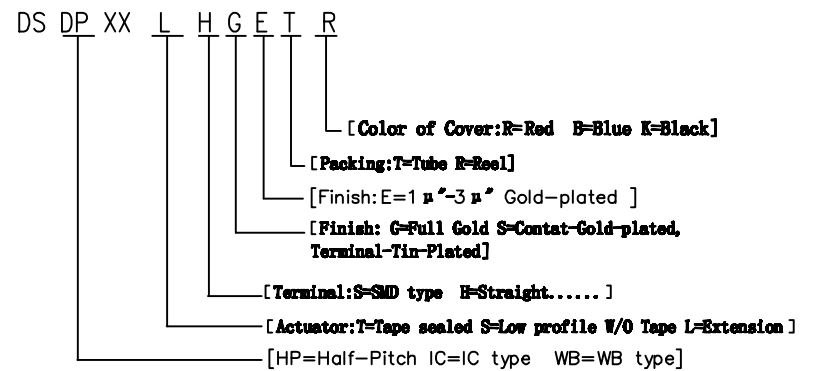 DS DP XX L H G E T R
[Color of Cover:R=Red B=Blue K=Black]
[Packing:T=Tube R=Reel]
[Finish:E=1μ"-3μ" Gold-plated ]
[Finish: G=Full Gold S=Contat-Gold-plated,
Terminal-Tin-Plated]
[Terminal:S=SMD type H=Straight...... ]
[Actuator:T=Tape sealed S=Low profile W/O Tape L=Extension ]
[HP=Half-Pitch IC=IC type WB=WB type]